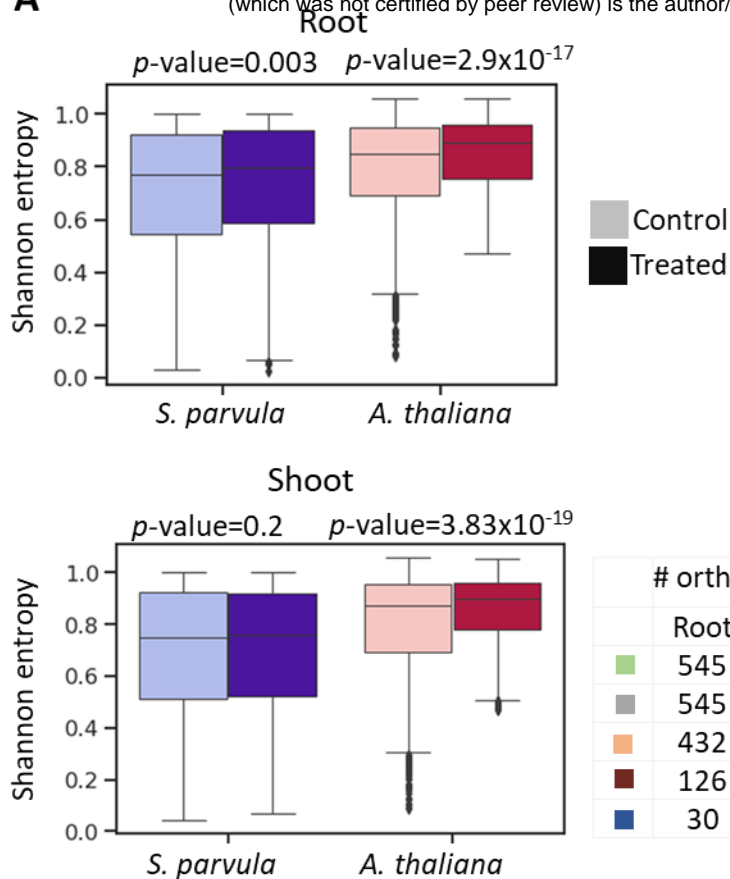 A
(which was not certified by peer review) is the author/
Root
p-value=0.003 p-value=2.9x10-17
Shannon entropy
1.0
0.8
0.6
0.4
0.2
0.0
S. parvula A. thaliana
Control
Treated
Shoot
p-value=0.2 p-value=3.83x10-19
Shannon entropy
1.0
0.8
0.6
0.4
0.2
0.0
S. parvula A. thaliana
# orth
Root
545
545
432
126
30